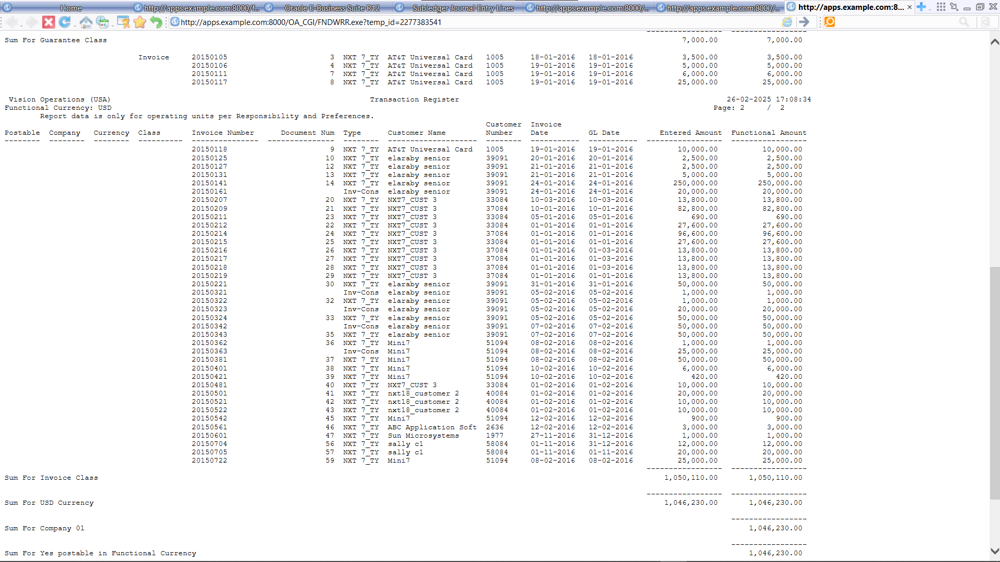 Home http://apps.example.com:8000/f... Oracle E-Business Suite R12 Subledger Journal Entry Lines http://apps.example.com:8000/... http://apps.example.com:8000/... http://apps.example.com:8...
http://apps.example.com:8000/OA_CGI/FNDWRR.exe?temp_id=2277383541
Sum For Guarantee Class 7,000.00 7,000.00
Invoice 20150105 3 NXT 7_TY AT&T Universal Card 1005 18-01-2016 18-01-2016 3,500.00 3,500.00
20150106 4 NXT 7_TY AT&T Universal Card 1005 19-01-2016 19-01-2016 5,000.00 5,000.00
20150111 7 NXT 7_TY AT&T Universal Card 1005 19-01-2016 19-01-2016 6,000.00 6,000.00
20150117 8 NXT 7_TY AT&T Universal Card 1005 19-01-2016 19-01-2016 25,000.00 25,000.00
Vision Operations (USA) Transaction Register 26-02-2025 17:08:34
Functional Currency: USD Page: 2 / 2
Report data is only for operating units per Responsibility and Preferences.
Customer Invoice
Postable Company Currency Class Invoice Number Document Num Type Customer Name Number Date GL Date Entered Amount Functional Amount
20150118 9 NXT 7_TY AT&T Universal Card 1005 19-01-2016 19-01-2016 10,000.00 10,000.00
20150125 10 NXT 7_TY elaraby senior 39091 20-01-2016 20-01-2016 2,500.00 2,500.00
20150127 12 NXT 7_TY elaraby senior 39091 21-01-2016 21-01-2016 2,500.00 2,500.00
20150131 13 NXT 7_TY elaraby senior 39091 21-01-2016 21-01-2016 5,000.00 5,000.00
20150141 14 NXT 7_TY elaraby senior 39091 24-01-2016 24-01-2016 250,000.00 250,000.00
20150161 Inv-Cons elaraby senior 39091 24-01-2016 24-01-2016 20,000.00 20,000.00
20150207 20 NXT 7_TY NXT7_CUST 3 33084 10-03-2016 10-03-2016 13,800.00 13,800.00
20150209 21 NXT 7_TY NXT7_CUST 3 37084 10-01-2016 10-01-2016 82,800.00 82,800.00
20150211 23 NXT 7_TY NXT7_CUST 3 33084 05-01-2016 05-01-2016 690.00 690.00
20150212 22 NXT 7_TY NXT7_CUST 3 33084 01-01-2016 01-01-2016 27,600.00 27,600.00
20150214 24 NXT 7_TY NXT7_CUST 3 37084 01-01-2016 01-01-2016 96,600.00 96,600.00
20150215 25 NXT 7_TY NXT7_CUST 3 33084 01-01-2016 01-01-2016 27,600.00 27,600.00
20150216 26 NXT 7_TY NXT7_CUST 3 37084 01-01-2016 01-03-2016 13,800.00 13,800.00
20150217 27 NXT 7_TY NXT7_CUST 3 37084 01-01-2016 01-03-2016 13,800.00 13,800.00
20150218 28 NXT 7_TY NXT7_CUST 3 37084 01-01-2016 01-03-2016 13,800.00 13,800.00
20150219 29 NXT 7_TY NXT7_CUST 3 37084 01-01-2016 01-01-2016 13,800.00 13,800.00
20150221 30 NXT 7_TY elaraby senior 39091 31-01-2016 31-01-2016 50,000.00 50,000.00
20150321 Inv-Cons elaraby senior 39091 05-02-2016 05-02-2016 1,000.00 1,000.00
20150322 32 NXT 7_TY elaraby senior 39091 05-02-2016 05-02-2016 1,000.00 1,000.00
20150323 Inv-Cons elaraby senior 39091 05-02-2016 05-02-2016 20,000.00 20,000.00
20150324 33 NXT 7_TY elaraby senior 39091 05-02-2016 05-02-2016 50,000.00 50,000.00
20150342 Inv-Cons elaraby senior 39091 07-02-2016 07-02-2016 50,000.00 50,000.00
20150343 35 NXT 7_TY elaraby senior 39091 07-02-2016 07-02-2016 50,000.00 50,000.00
20150362 36 NXT 7_TY Mini7 51094 08-02-2016 08-02-2016 1,000.00 1,000.00
20150363 Inv-Cons Mini7 51094 08-02-2016 08-02-2016 25,000.00 25,000.00
20150381 37 NXT 7_TY Mini7 51094 08-02-2016 08-02-2016 50,000.00 50,000.00
20150401 38 NXT 7_TY Mini7 51094 10-02-2016 10-02-2016 6,000.00 6,000.00
20150421 39 NXT 7_TY Mini7 51094 10-02-2016 10-02-2016 420.00 420.00
20150481 40 NXT 7_TY NXT7_CUST 3 33084 01-02-2016 01-02-2016 10,000.00 10,000.00
20150501 41 NXT 7_TY nxt18_customer 2 40084 01-02-2016 01-02-2016 20,000.00 20,000.00
20150521 42 NXT 7_TY nxt18_customer 2 40084 01-02-2016 01-02-2016 10,000.00 10,000.00
20150522 43 NXT 7_TY nxt18_customer 2 40084 01-02-2016 01-02-2016 10,000.00 10,000.00
20150542 45 NXT 7_TY Mini7 51094 12-02-2016 12-02-2016 900.00 900.00
20150561 46 NXT 7_TY ABC Application Soft 2636 12-02-2016 12-02-2016 3,000.00 3,000.00
20150601 47 NXT 7_TY Sun Microsystems 1977 27-11-2016 31-12-2016 1,000.00 1,000.00
20150704 56 NXT 7_TY sally c1 58084 01-11-2016 31-12-2016 12,000.00 12,000.00
20150705 57 NXT 7_TY sally c1 58084 01-11-2016 01-11-2016 20,000.00 20,000.00
20150722 59 NXT 7_TY Mini7 51094 08-02-2016 08-02-2016 25,000.00 25,000.00
Sum For Invoice Class 1,050,110.00 1,050,110.00
Sum For USD Currency 1,046,230.00 1,046,230.00
Sum For Company 01 1,046,230.00
Sum For Yes postable in Functional Currency 1,046,230.00